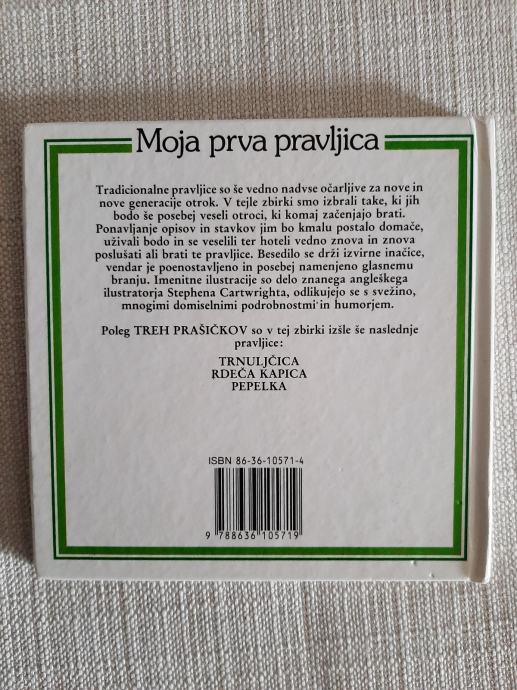 Moja prva pravljica
Tradicionalne pravljice so še vedno nadvse očarljive za nove in
nove generacije otrok. V tejle zbirki smo izbrali take, ki jih
bodo še posebej veseli otroci, ki komaj začenjajo brati.
Ponavljanje opisov in stavkov jim bo kmalu postalo domače,
uživali bodo in se veselili ter hoteli vedno znova in znova
poslušati ali brati te pravljice. Besedilo se drži izvirne inačice,
vendar je poenostavljeno in posebej namenjeno glasnemu
branju. Imenitne ilustracije so delo znanega angleškega
ilustratorja Stephena Cartwrighta, odlikujejo se s svežino,
mnogimi domiselnimi podrobnostmi in humorjem.
Poleg TREH PRAŠIČKOV so v tej zbirki izšle še naslednje
pravljice:
TRNULJČICA
RDEČA KAPICA
PEPELKA
ISBN 86-36-10571-4
9 788636 105719